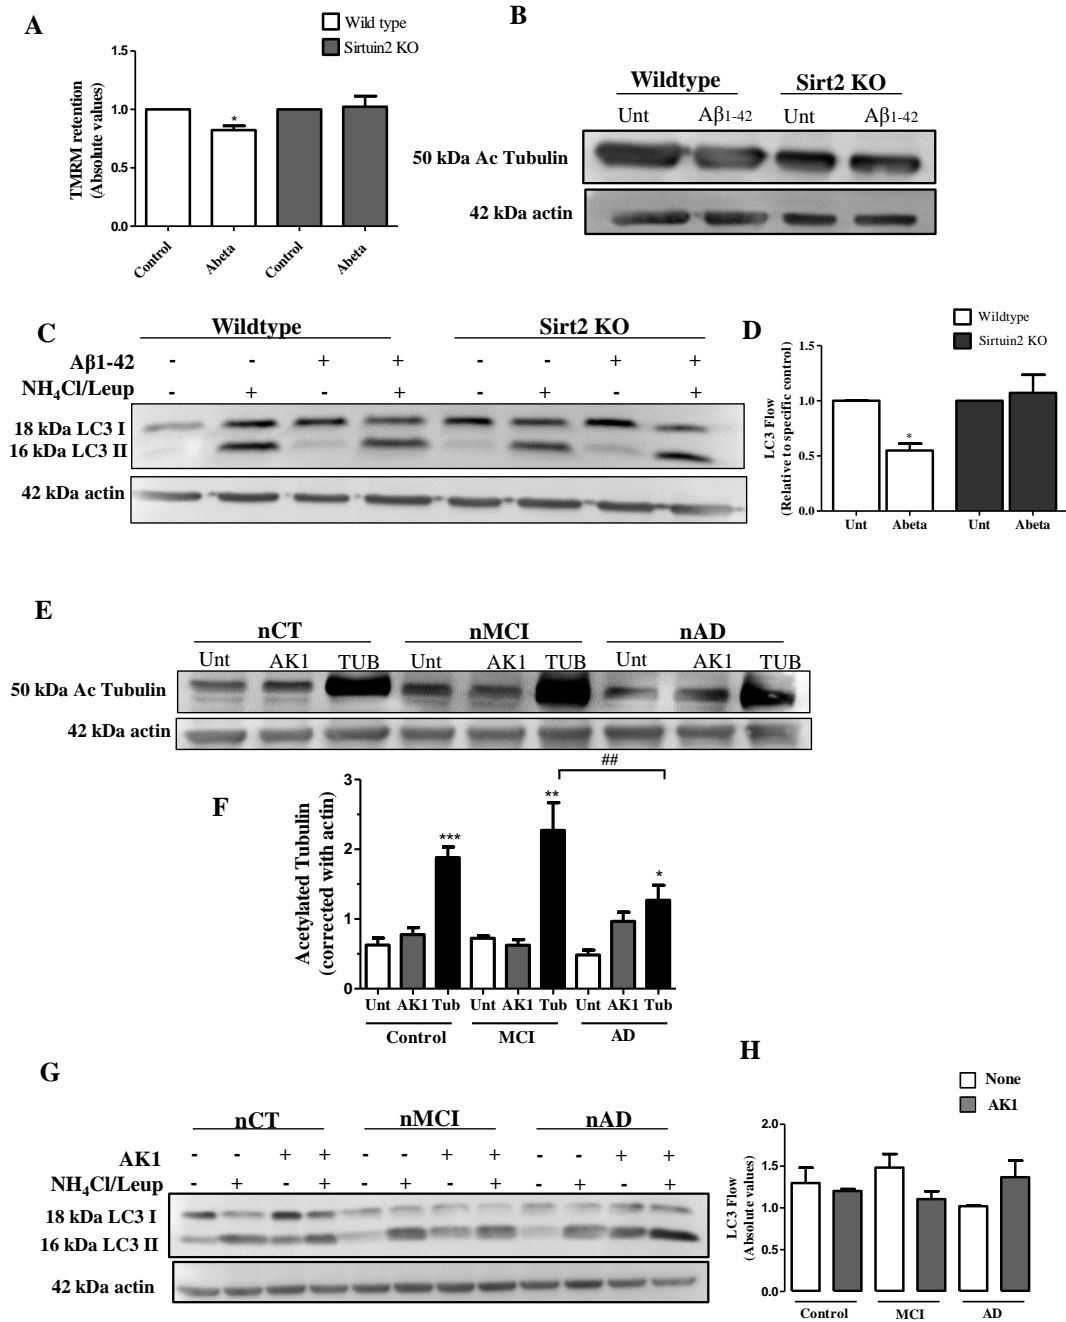 A
Wild type
Sirtuin2 KO
1.5
1.0
0.5
0.0
TMRM retention
(Absolute values)
*
Control
Abeta
Control
Abeta
B
Wildtype
Sirt2 KO
Unt
Aβ1-42
Unt
Aβ1-42
50 kDa Ac Tubulin
42 kDa actin
C
Wildtype
Sirt2 KO
Aβ1-42 - - + + - - + +
NH4Cl/Leup - + - + - + - +
18 kDa LC3 I
16 kDa LC3 II
42 kDa actin
D
Wildtype
Sirtuin2 KO
1.5
1.0
0.5
0.0
LC3 Flow
(Relative to specific control)
*
Unt
Abeta
Unt
Abeta
E
nCT
nMCI
nAD
Unt AK1 TUB Unt AK1 TUB Unt AK1 TUB
50 kDa Ac Tubulin
42 kDa actin
F
3
2
1
0
Acetylated Tubulin
(corrected with actin)
##
***
**
*
Unt AK1 Tub Unt AK1 Tub Unt AK1 Tub
Control
MCI
AD
G
nCT
nMCI
nAD
AK1 - - + + - - + + - - + +
NH4Cl/Leup - + - + - + - + - + - +
18 kDa LC3 I
16 kDa LC3 II
42 kDa actin
H
None
AK1
2.0
1.5
1.0
0.5
0.0
LC3 Flow
(Absolute values)
Control
MCI
AD